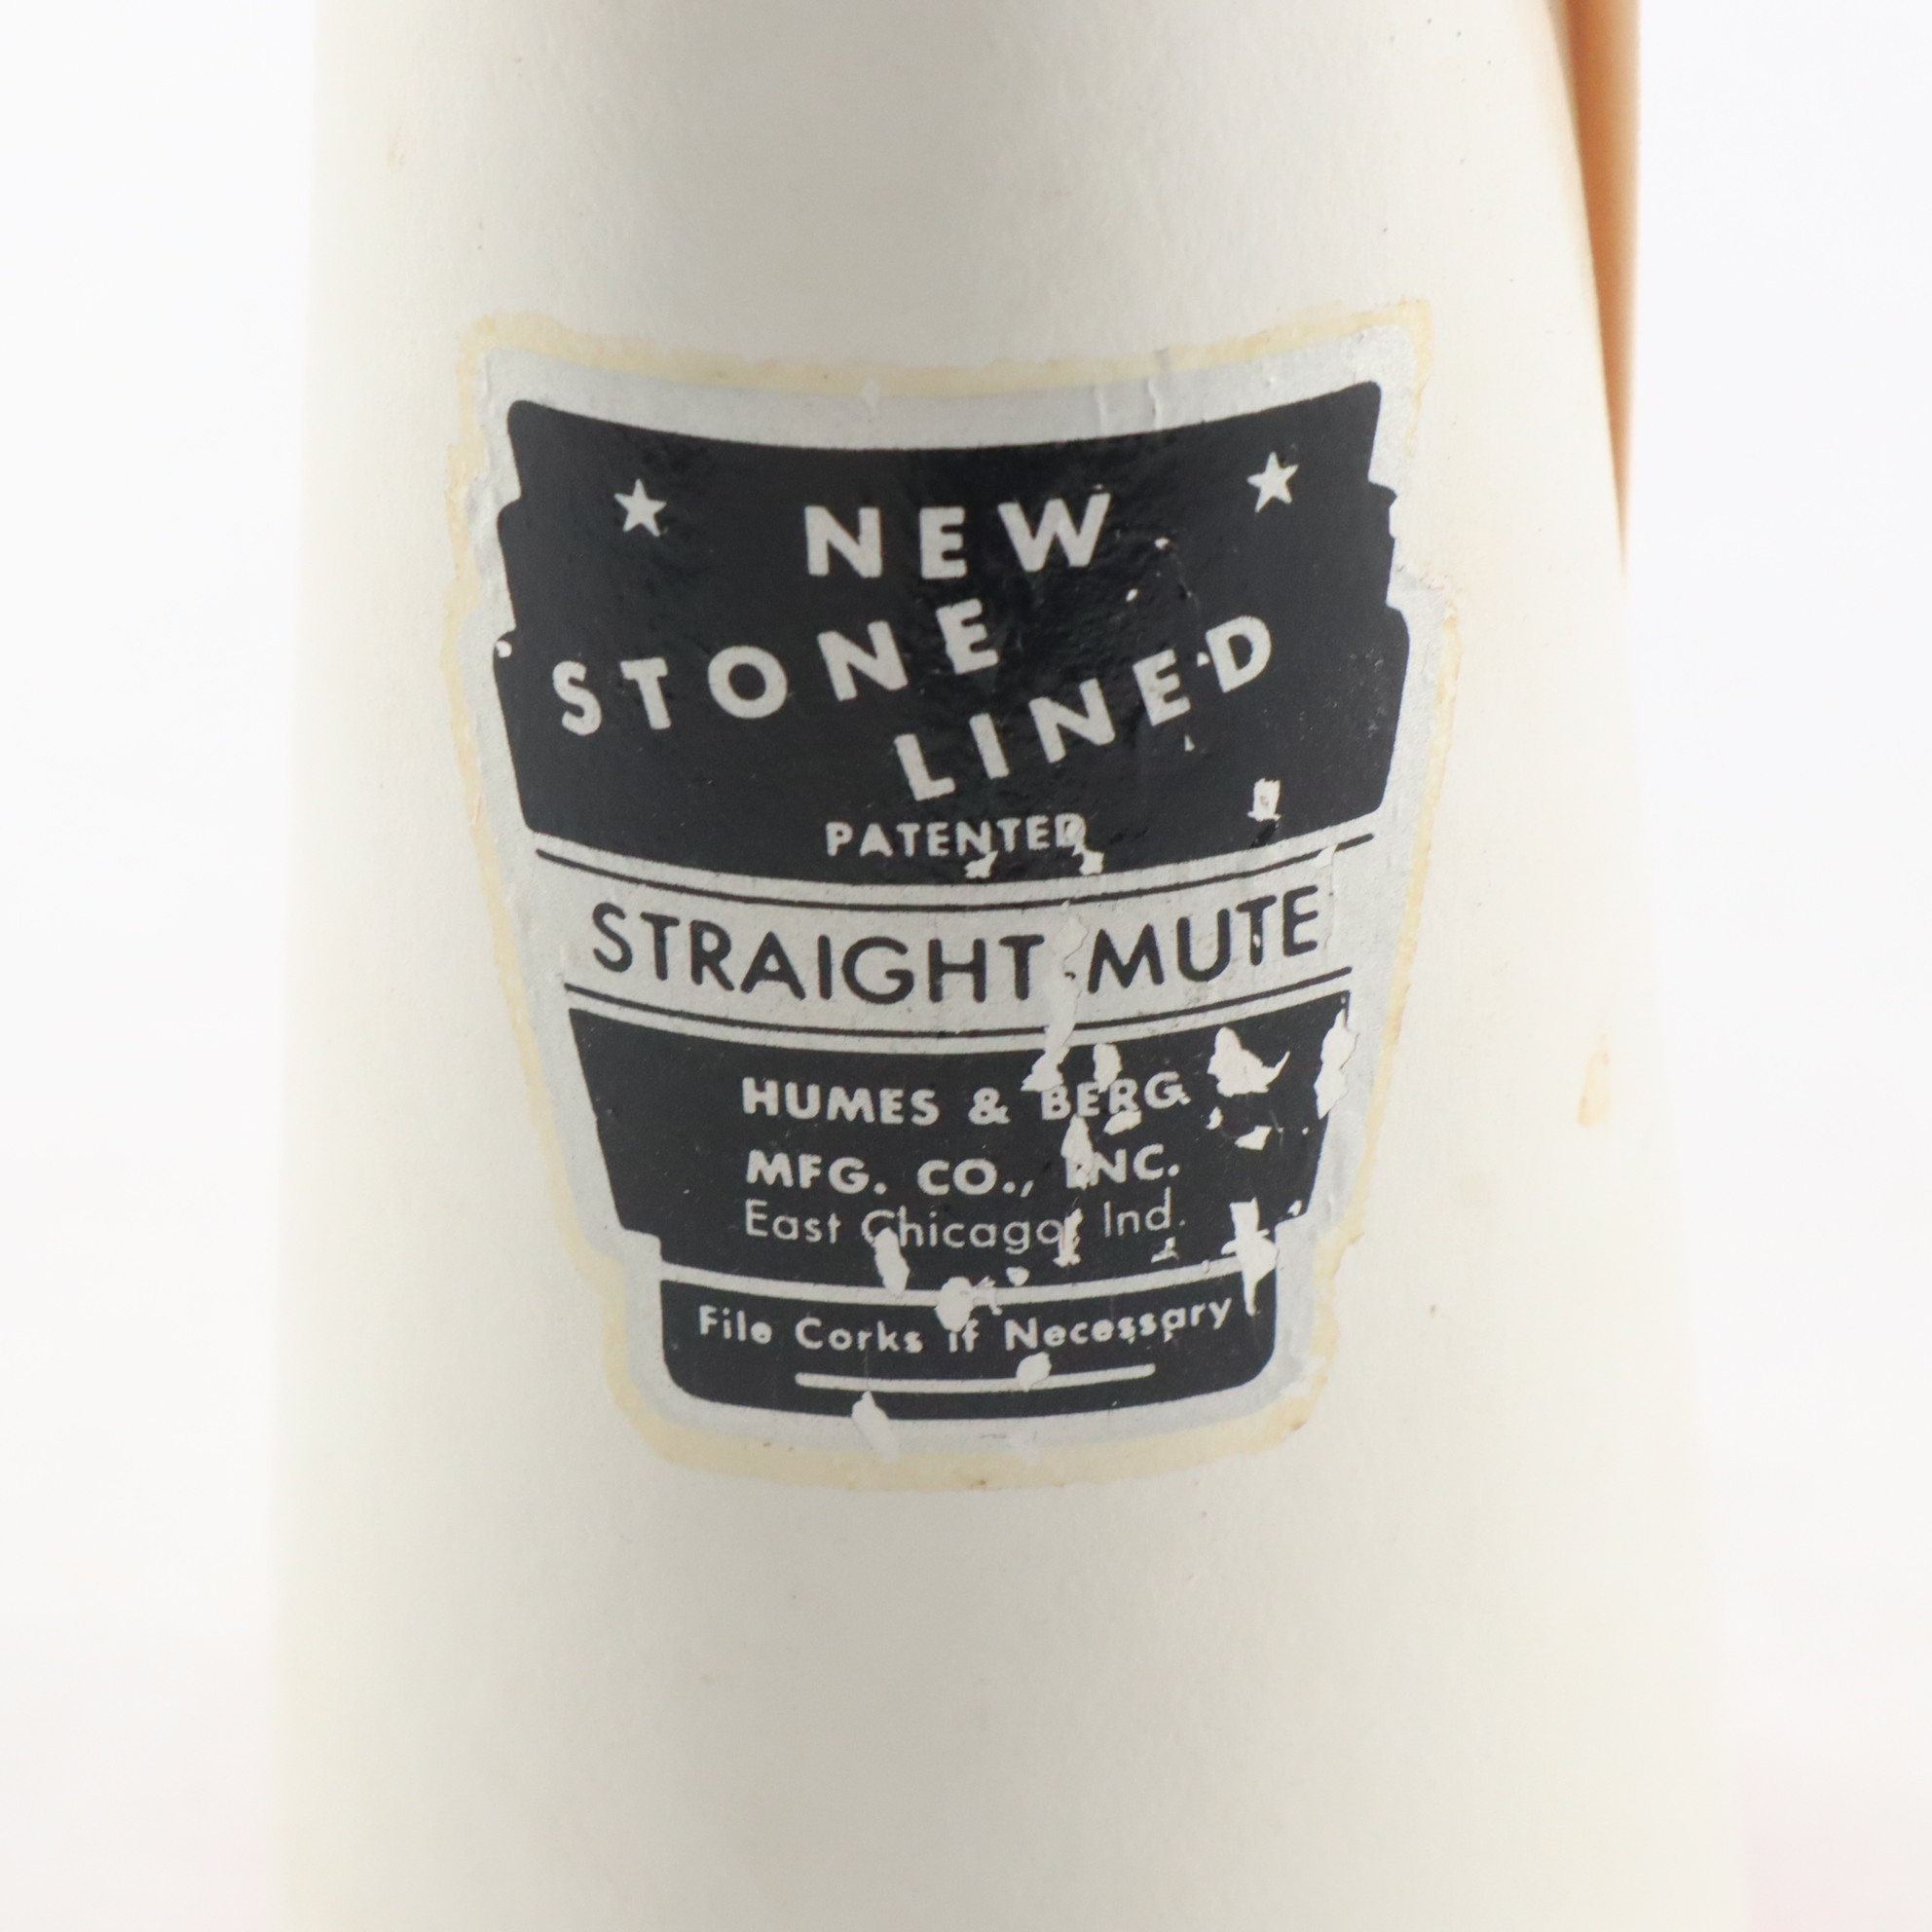 NEW
STONE
LINED
PATENTED
STRAIGHT MUTE
HUMES & BERG
MFG. CO., INC.
East Chicago, Ind.
File Corks if Necessary